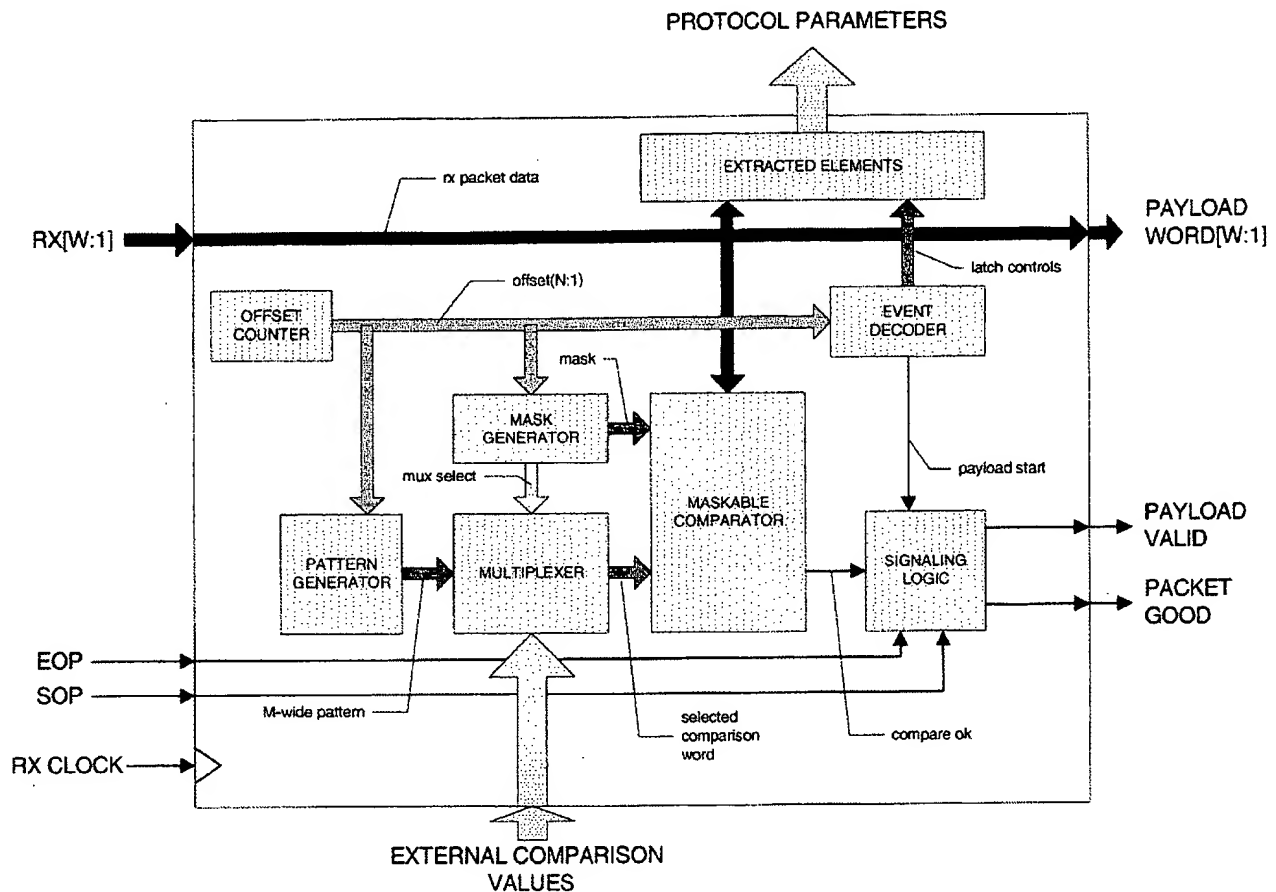 PROTOCOL PARAMETERS
EXTRACTED ELEMENTS
rx packet data
RX[W:1]
PAYLOAD
WORD[W:1]
latch controls
offset(N:1)
OFFSET
COUNTER
EVENT
DECODER
mask
MASK
GENERATOR
mux select
payload start
MASKABLE
COMPARATOR
PATTERN
GENERATOR
MULTIPLEXER
SIGNALING
LOGIC
PAYLOAD
VALID
PACKET
GOOD
EOP
SOP
M-wide pattern
selected
comparison
word
compare ok
RX CLOCK
EXTERNAL COMPARISON
VALUES